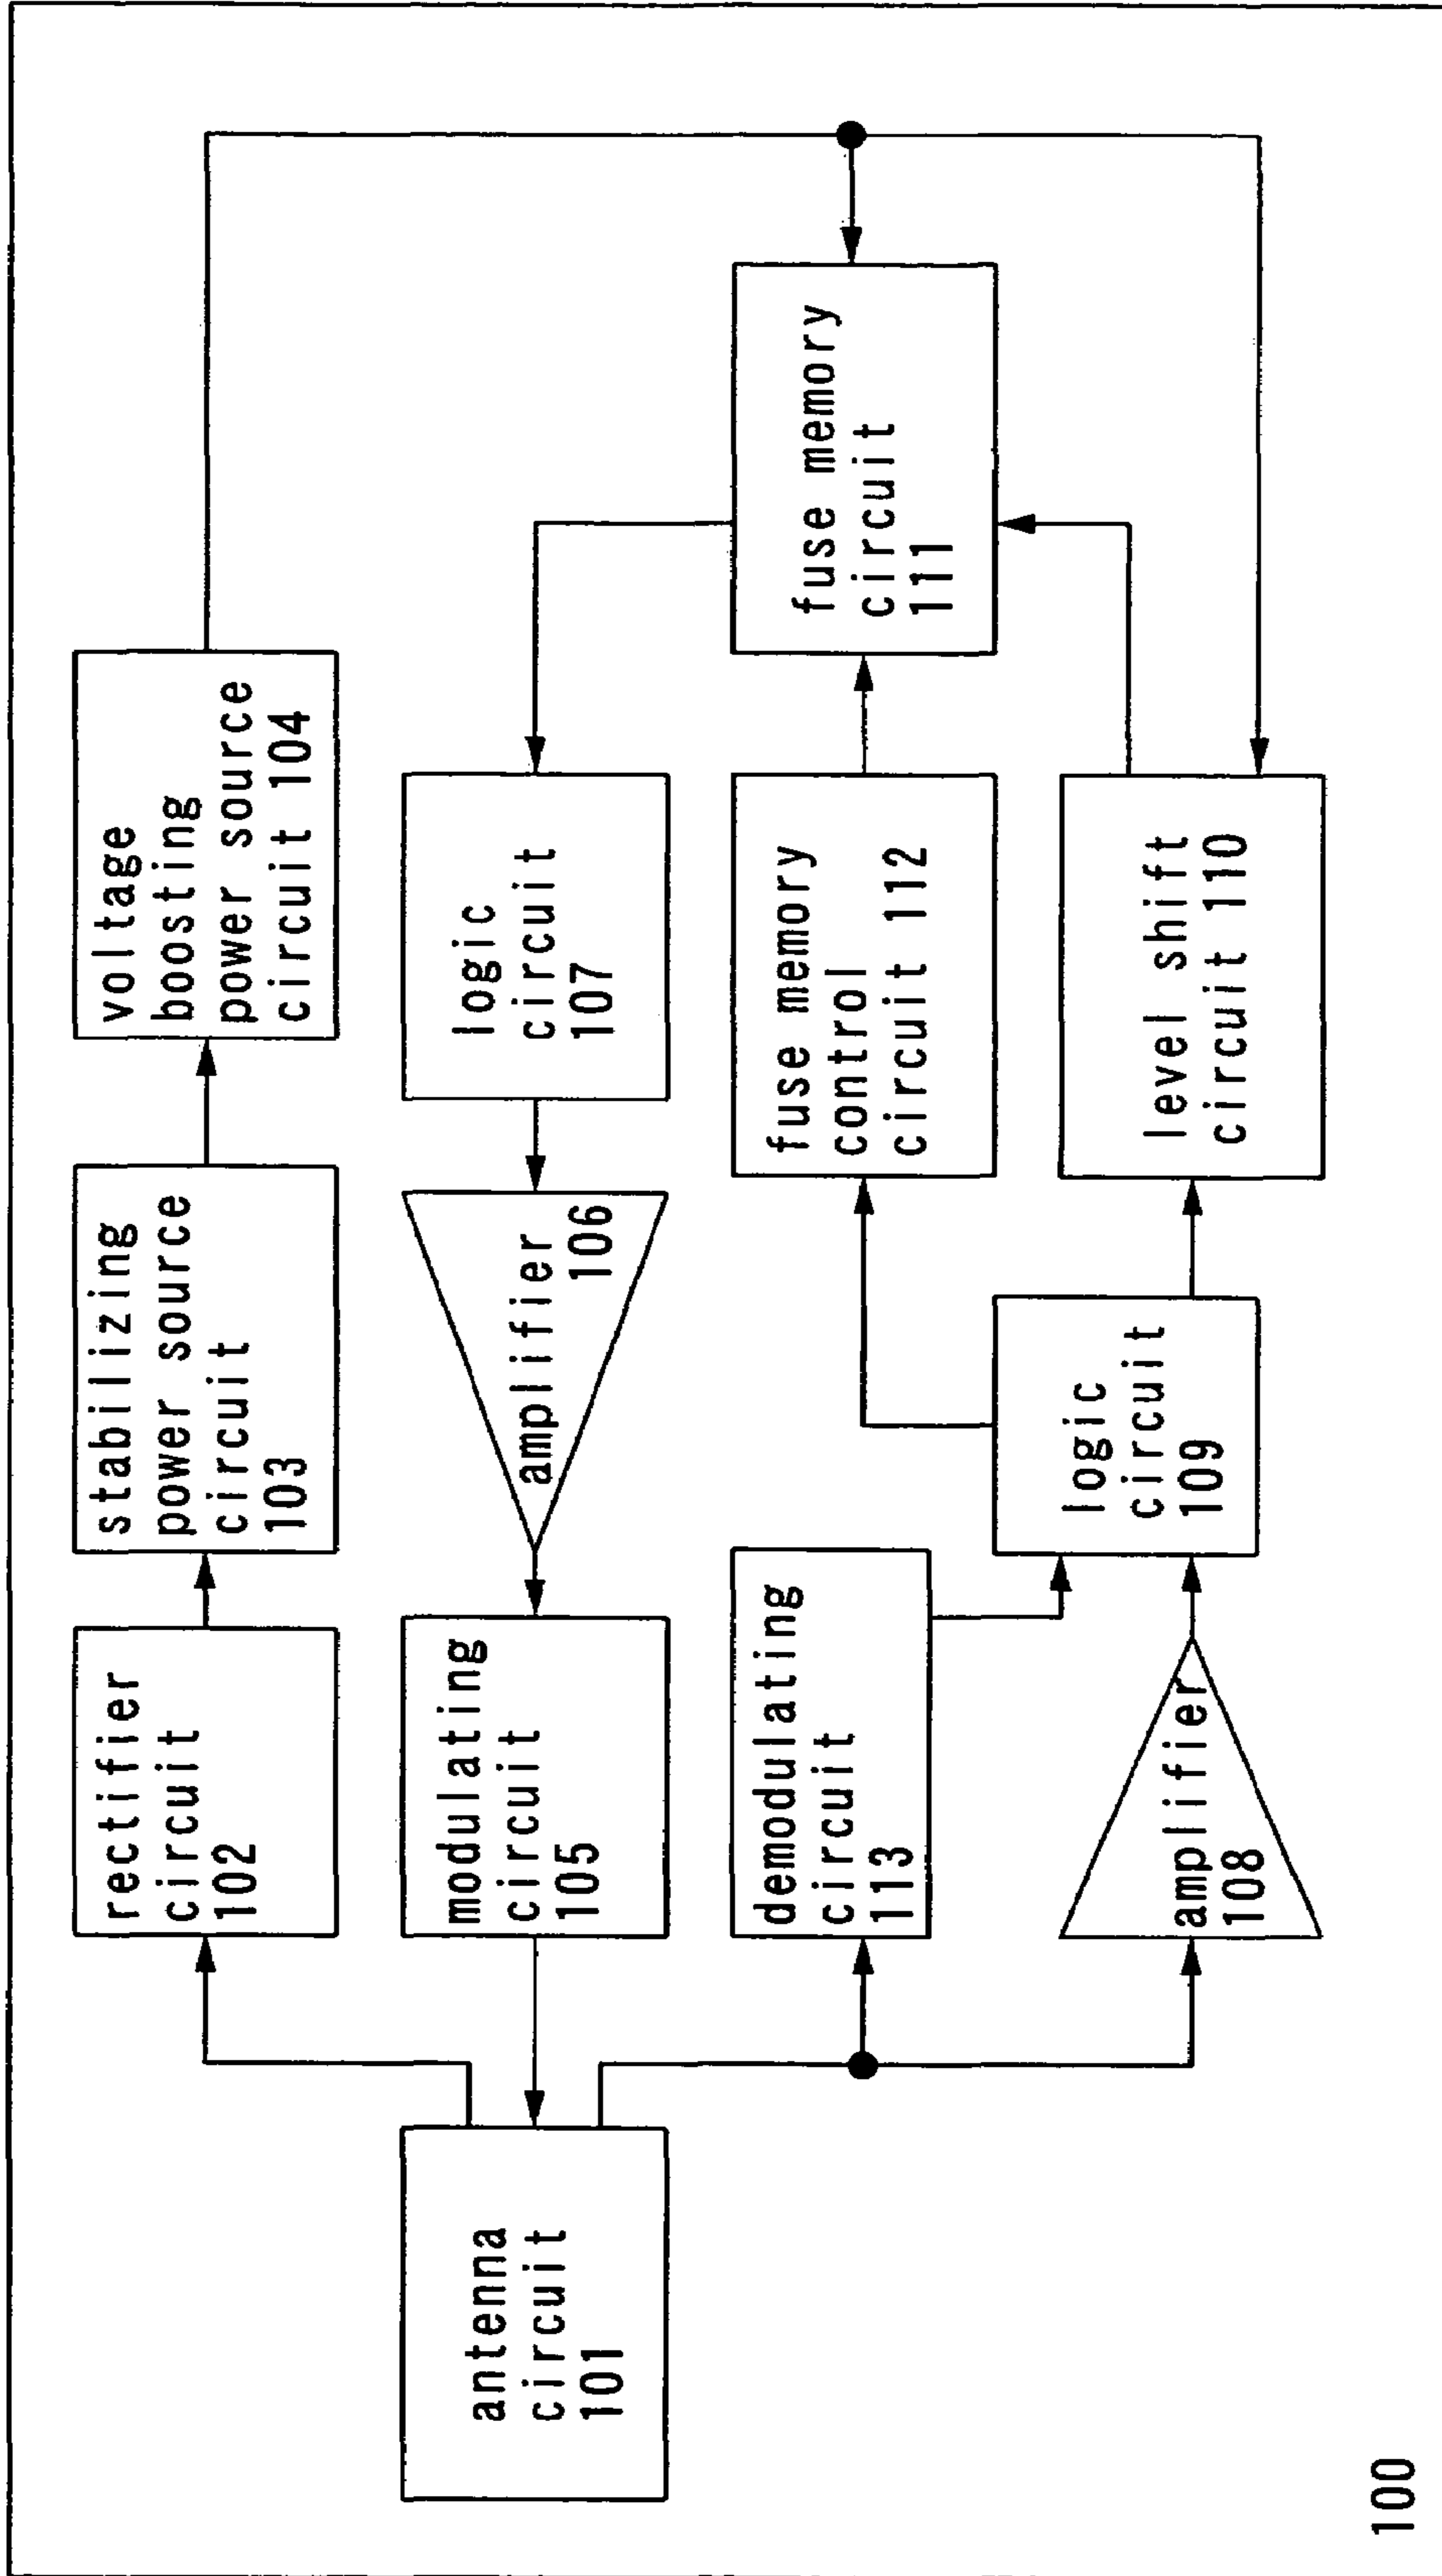 rectifier
circuit
102
stabilizing
power source
circuit
103
voltage
boosting
power source
circuit 104
antenna
circuit
101
modulating
circuit
105
amplifier
106
logic
circuit
107
demodulating
circuit
113
fuse memory
control
circuit 112
fuse memory
circuit
111
amplifier
108
logic
circuit
109
level shift
circuit 110
100